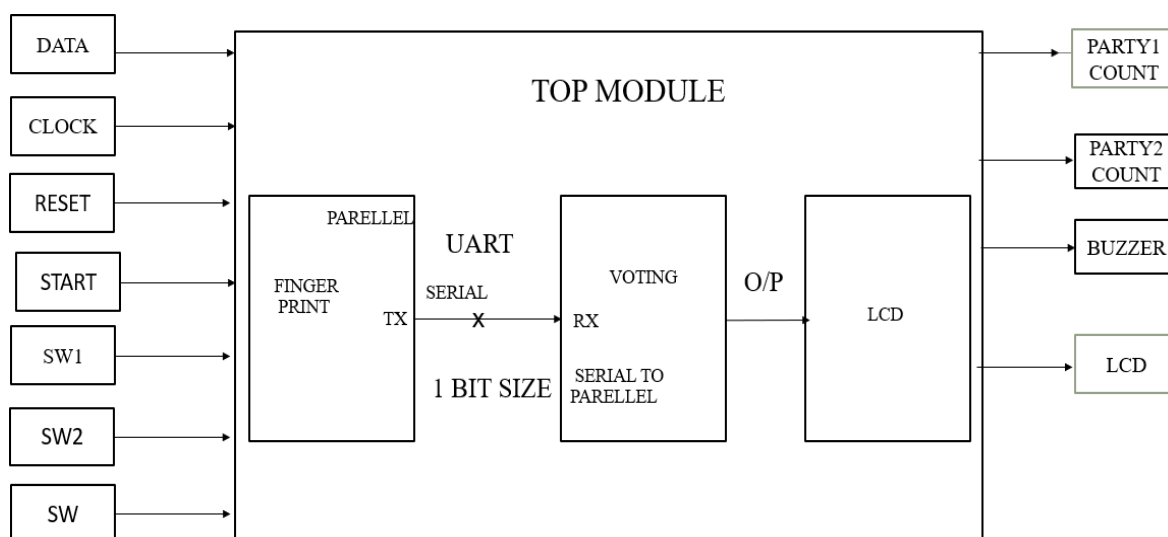 DATA
CLOCK
RESET
START
SW1
SW2
SW
TOP MODULE
PARELLEL
FINGER
PRINT
TX
UART
SERIAL
X
1 BIT SIZE
VOTING
RX
SERIAL TO
PARELLEL
O/P
LCD
PARTY1
COUNT
PARTY2
COUNT
BUZZER
LCD